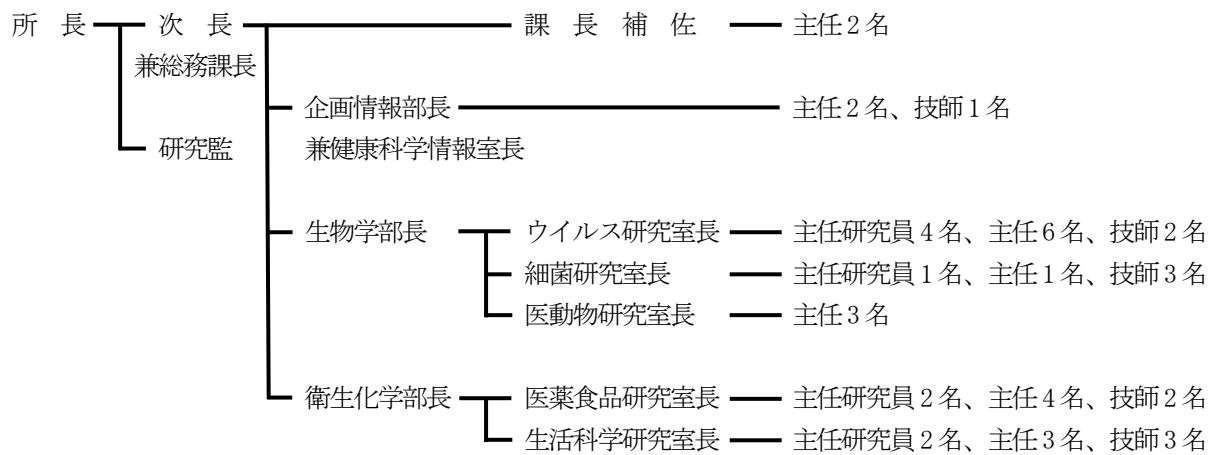 所　長　次　長　課　長　補　佐　主任２名
兼総務課長
企画情報部長　主任２名、技師１名
研究監　兼健康科学情報室長
生物学部長　ウイルス研究室長　主任研究員４名、主任６名、技師２名
細菌研究室長　主任研究員１名、主任１名、技師３名
医動物研究室長　主任３名
衛生化学部長　医薬食品研究室長　主任研究員２名、主任４名、技師２名
生活科学研究室長　主任研究員２名、主任３名、技師３名